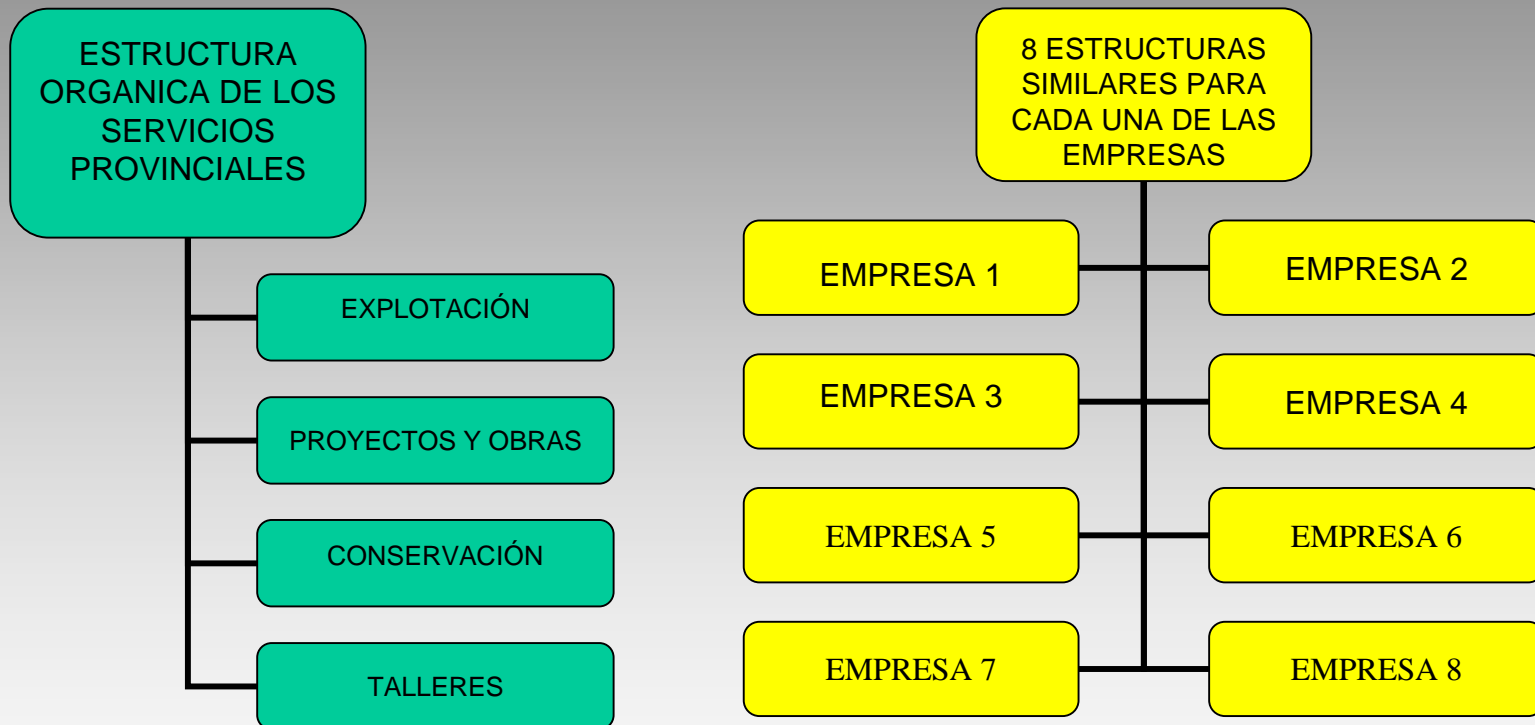 ESTRUCTURA
ORGANICA DE LOS
SERVICIOS
PROVINCIALES
EXPLOTACIÓN
PROYECTOS Y OBRAS
CONSERVACIÓN
TALLERES
8 ESTRUCTURAS
SIMILARES PARA
CADA UNA DE LAS
EMPRESAS
EMPRESA 1
EMPRESA 2
EMPRESA 3
EMPRESA 4
EMPRESA 5
EMPRESA 6
EMPRESA 7
EMPRESA 8